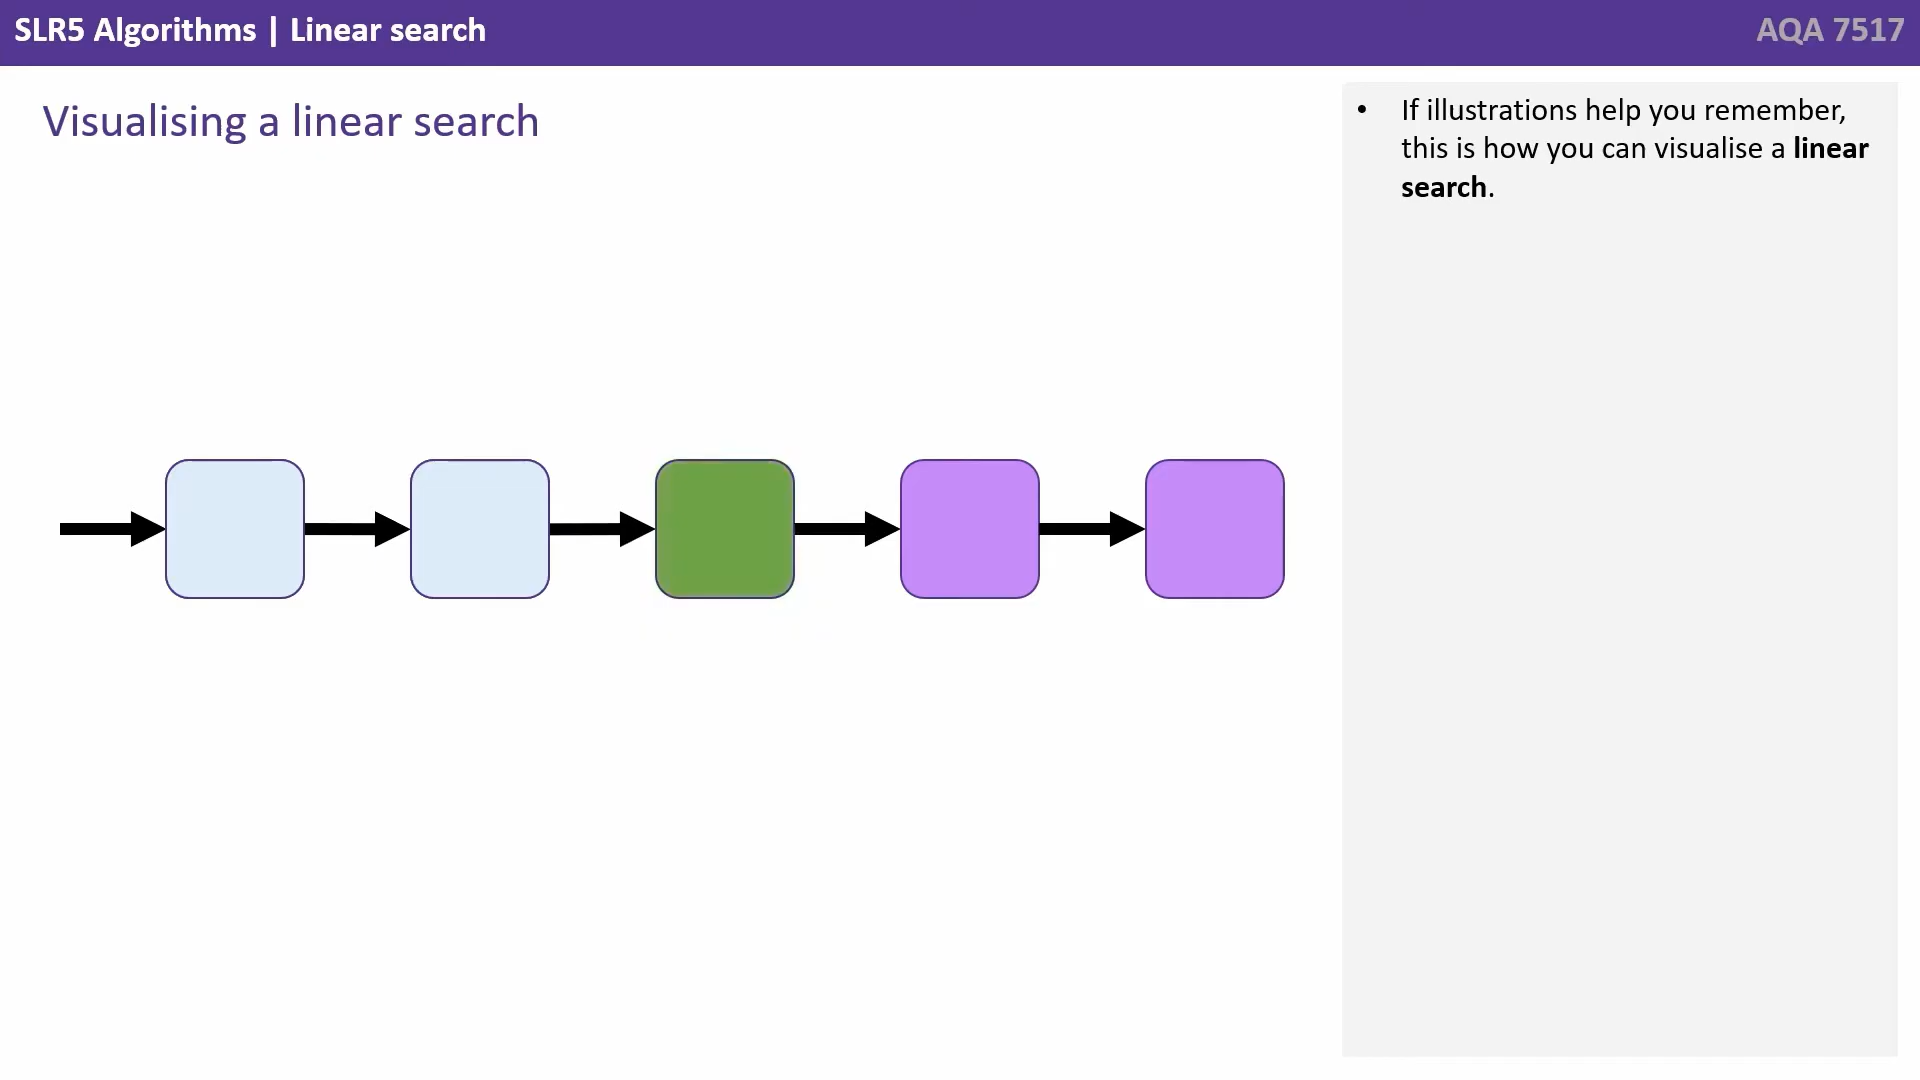 SLR5 Algorithms | Linear search
AQA 7517
Visualising a linear search
• If illustrations help you remember,
this is how you can visualise a linear
search.